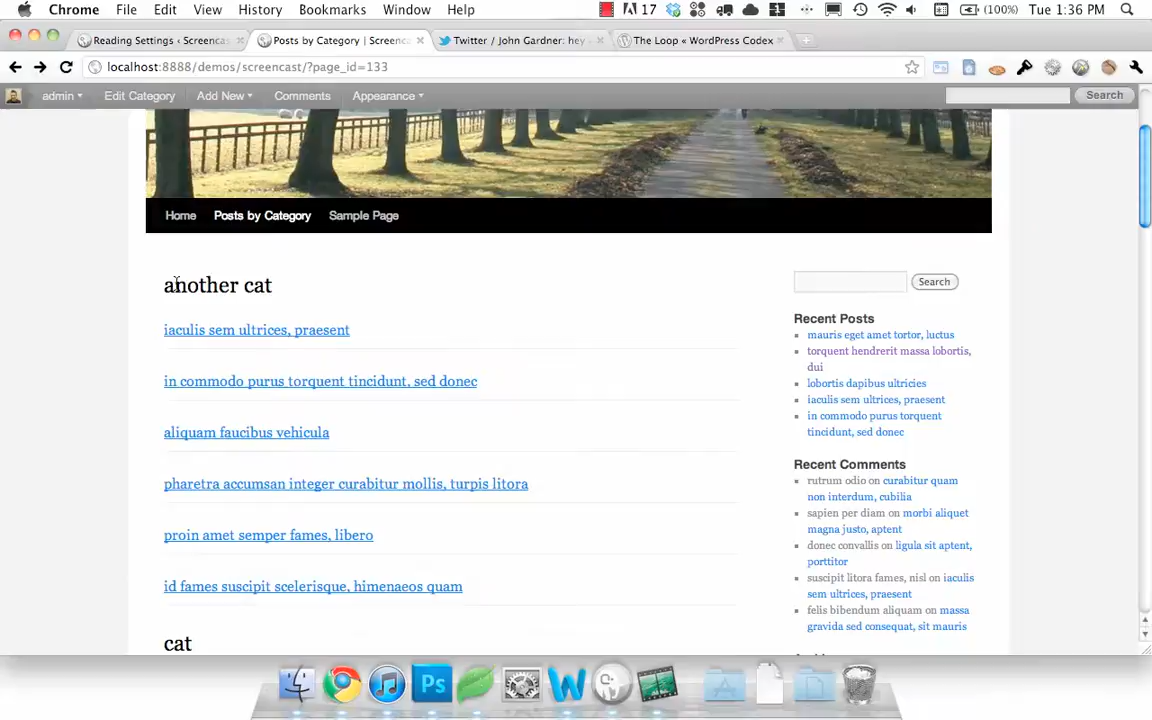 Chrome File Edit View History Bookmarks Window Help 17 (100%) Tue 1:36 PM
Reading Settings ‹ Screencas
Posts by Category | Screenc
Twitter / John Gardner: hey
The Loop « WordPress Codex
localhost:8888/demos/screencast/?page_id=133
admin Edit Category Add New Comments Appearance Search
Home Posts by Category Sample Page
another cat
iaculis sem ultrices, praesent
in commodo purus torquent tincidunt, sed donec
aliquam faucibus vehicula
pharetra accumsan integer curabitur mollis, turpis litora
proin amet semper fames, libero
id fames suscipit scelerisque, himenaeos quam
cat
Search
Recent Posts
mauris eget amet tortor, luctus
torquent hendrerit massa lobortis,
dui
lobortis dapibus ultricies
iaculis sem ultrices, praesent
in commodo purus torquent
tincidunt, sed donec
Recent Comments
rutrum odio on curabitur quam
non interdum, cubilia
sapien per diam on morbi aliquet
magna justo, aptent
donec convallis on ligula sit aptent,
porttitor
suscipit litora fames, nisl on iaculis
sem ultrices, praesent
felis bibendum aliquam on massa
gravida sed consequat, sit mauris
Ps